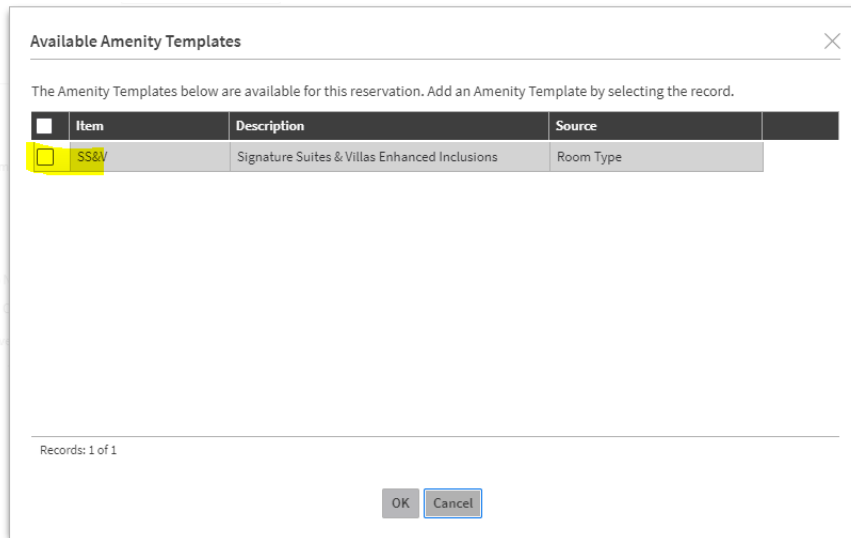 Available Amenity Templates
The Amenity Templates below are available for this reservation. Add an Amenity Template by selecting the record.
Item Description Source
SS&V Signature Suites & Villas Enhanced Inclusions Room Type
Records: 1 of 1
OK Cancel